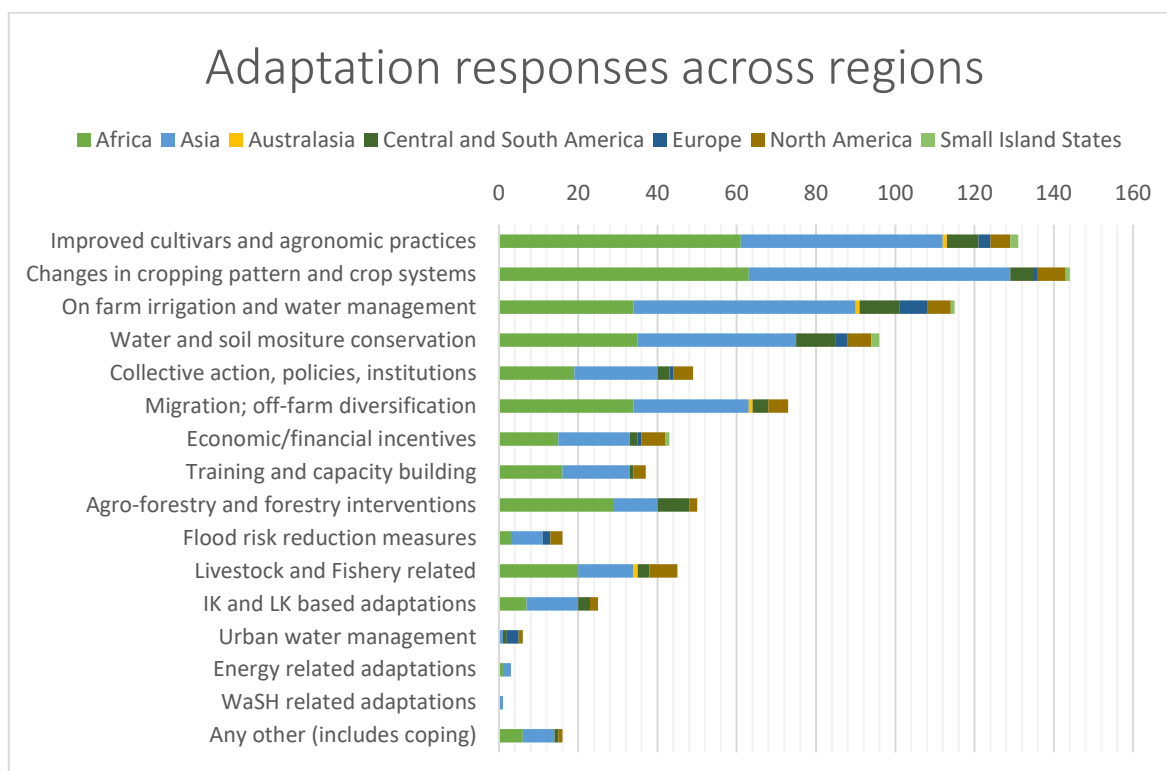 Adaptation responses across regions
Africa Asia Australasia Central and South America Europe North America Small Island States
0 20 40 60 80 100 120 140 160
Improved cultivars and agronomic practices
Changes in cropping pattern and crop systems
On farm irrigation and water management
Water and soil mositure conservation
Collective action, policies, institutions
Migration; off-farm diversification
Economic/financial incentives
Training and capacity building
Agro-forestry and forestry interventions
Flood risk reduction measures
Livestock and Fishery related
IK and LK based adaptations
Urban water management
Energy related adaptations
WaSH related adaptations
Any other (includes coping)